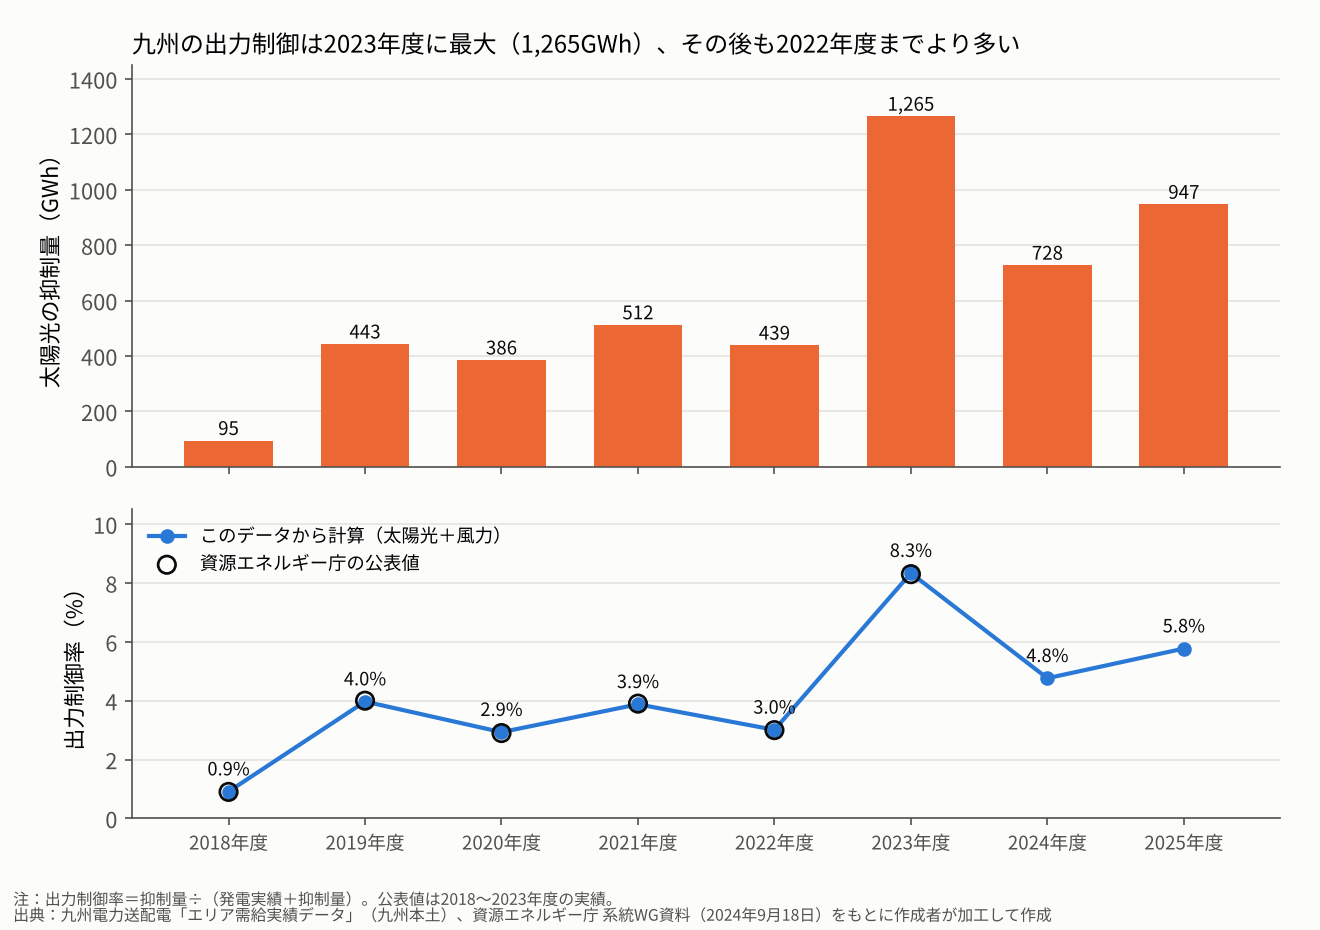 九州の出力制御は2023年度に最大（1,265GWh）、その後も2022年度までより多い
太陽光の抑制量（GWh）
1400
1200
1000
800
600
400
200
0
95
443
386
512
439
1,265
728
947
出力制御率（%）
10
8
6
4
2
0
このデータから計算（太陽光＋風力）
資源エネルギー庁の公表値
0.9%
4.0%
2.9%
3.9%
3.0%
8.3%
4.8%
5.8%
2018年度
2019年度
2020年度
2021年度
2022年度
2023年度
2024年度
2025年度
注：出力制御率＝抑制量÷（発電実績＋抑制量）。公表値は2018〜2023年度の実績。
出典：九州電力送配電「エリア需給実績データ」（九州本土）、資源エネルギー庁 系統WG資料（2024年9月18日）をもとに作成者が加工して作成